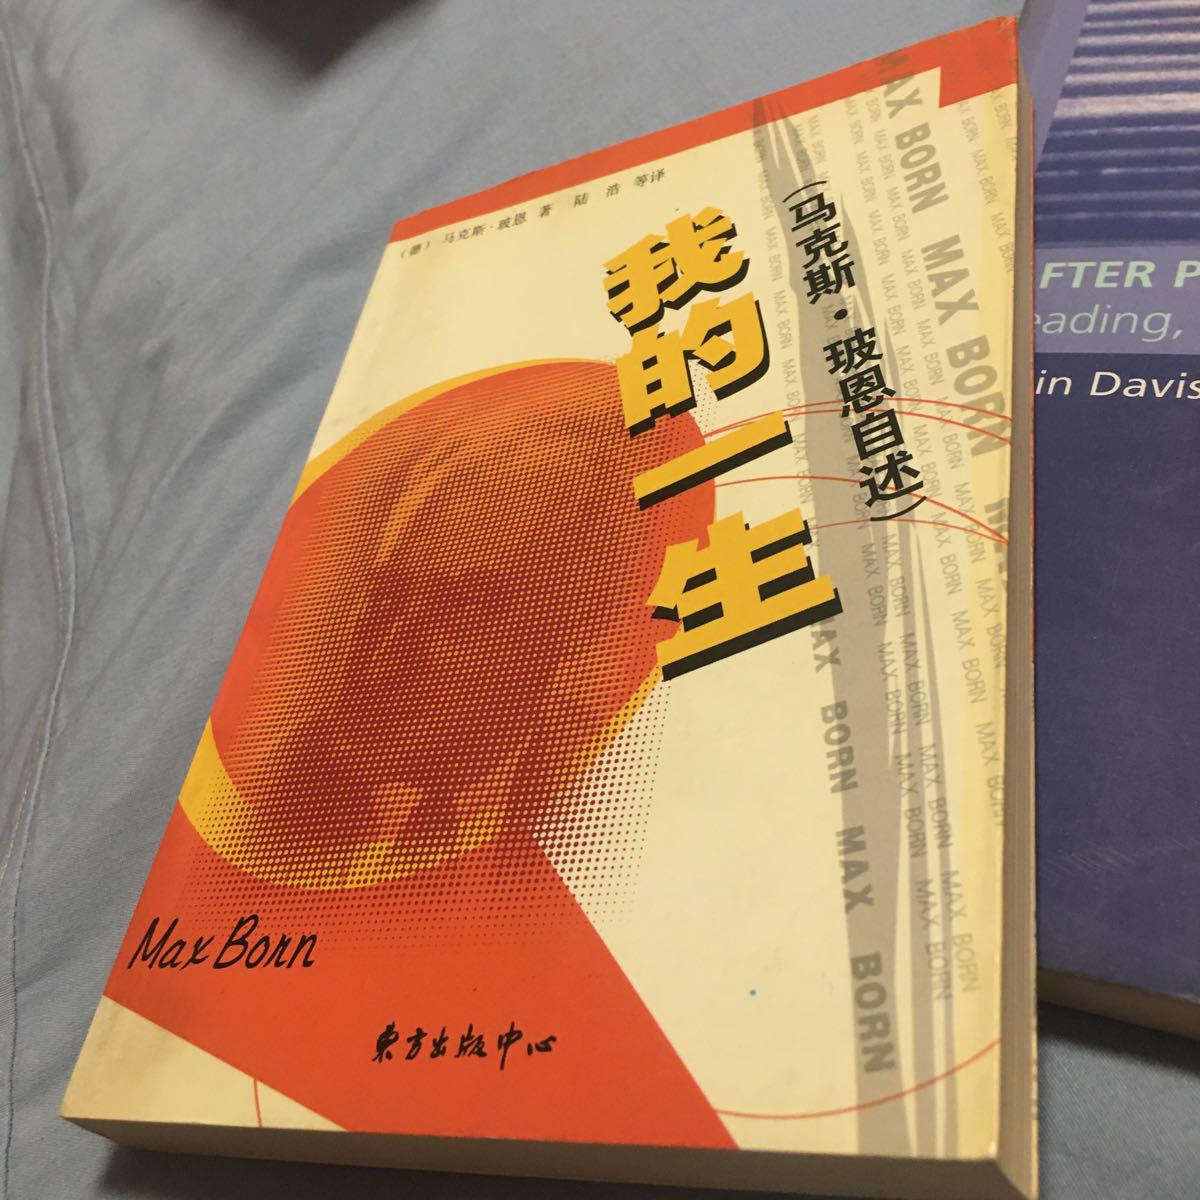 （德）马克斯·玻恩 著 陆 浩 等译
我的一生
（马克斯·玻恩自述）
MAX BORN MAX BORN
MAX BORN MAX BORN
Max Born
东方出版中心
FTER P
eading,
in Davis